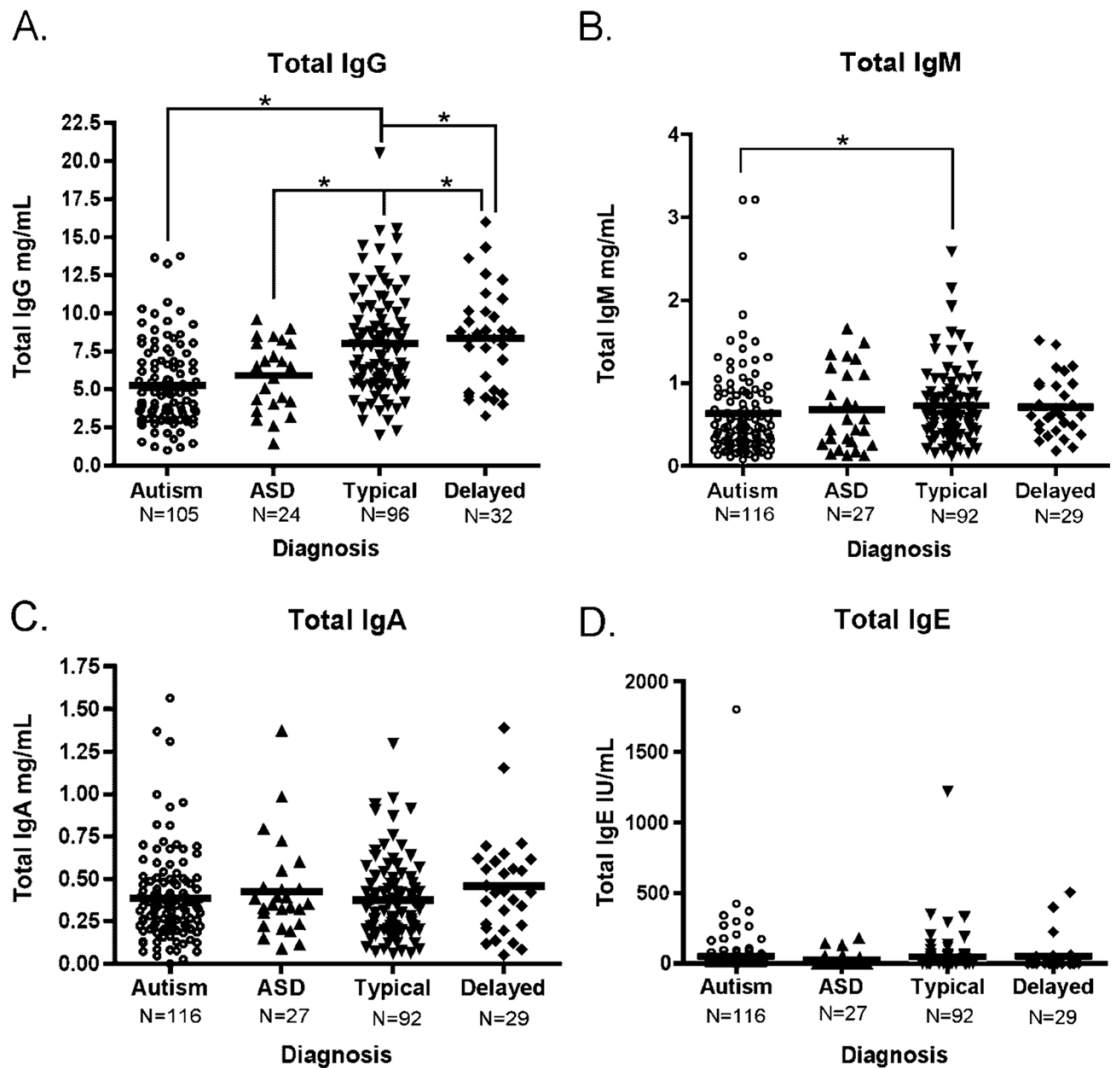 A.
Total IgG
Total IgG mg/mL
22.5
20.0
17.5
15.0
12.5
10.0
7.5
5.0
2.5
0.0
* * * *
Autism ASD Typical Delayed
N=105 N=24 N=96 N=32
Diagnosis
B.
Total IgM
Total IgM mg/mL
4
3
2
1
0
*
Autism ASD Typical Delayed
N=116 N=27 N=92 N=29
Diagnosis
C.
Total IgA
Total IgA mg/mL
1.75
1.50
1.25
1.00
0.75
0.50
0.25
0.00
Autism ASD Typical Delayed
N=116 N=27 N=92 N=29
Diagnosis
D.
Total IgE
Total IgE IU/mL
2000
1500
1000
500
0
Autism ASD Typical Delayed
N=116 N=27 N=92 N=29
Diagnosis